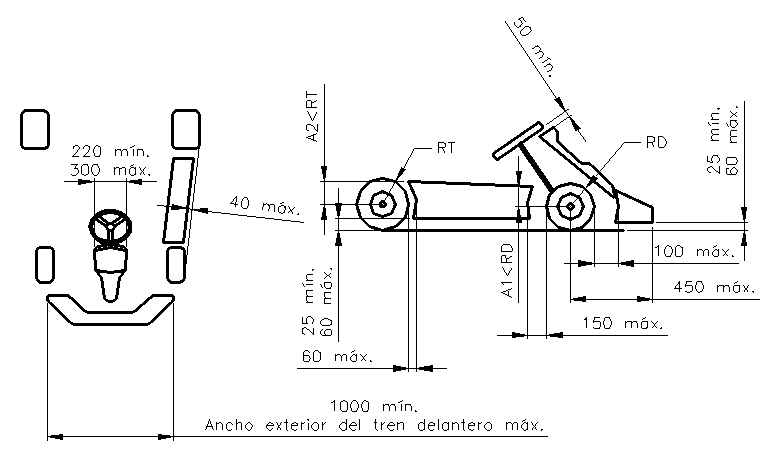 50 mín.
A2<RT
RT
RD
25 mín.
60 máx.
220 mín.
300 máx.
40 máx.
A1<RD
100 máx.
450 máx.
25 mín.
60 máx.
150 máx.
60 máx.
1000 mín.
Ancho exterior del tren delantero máx.